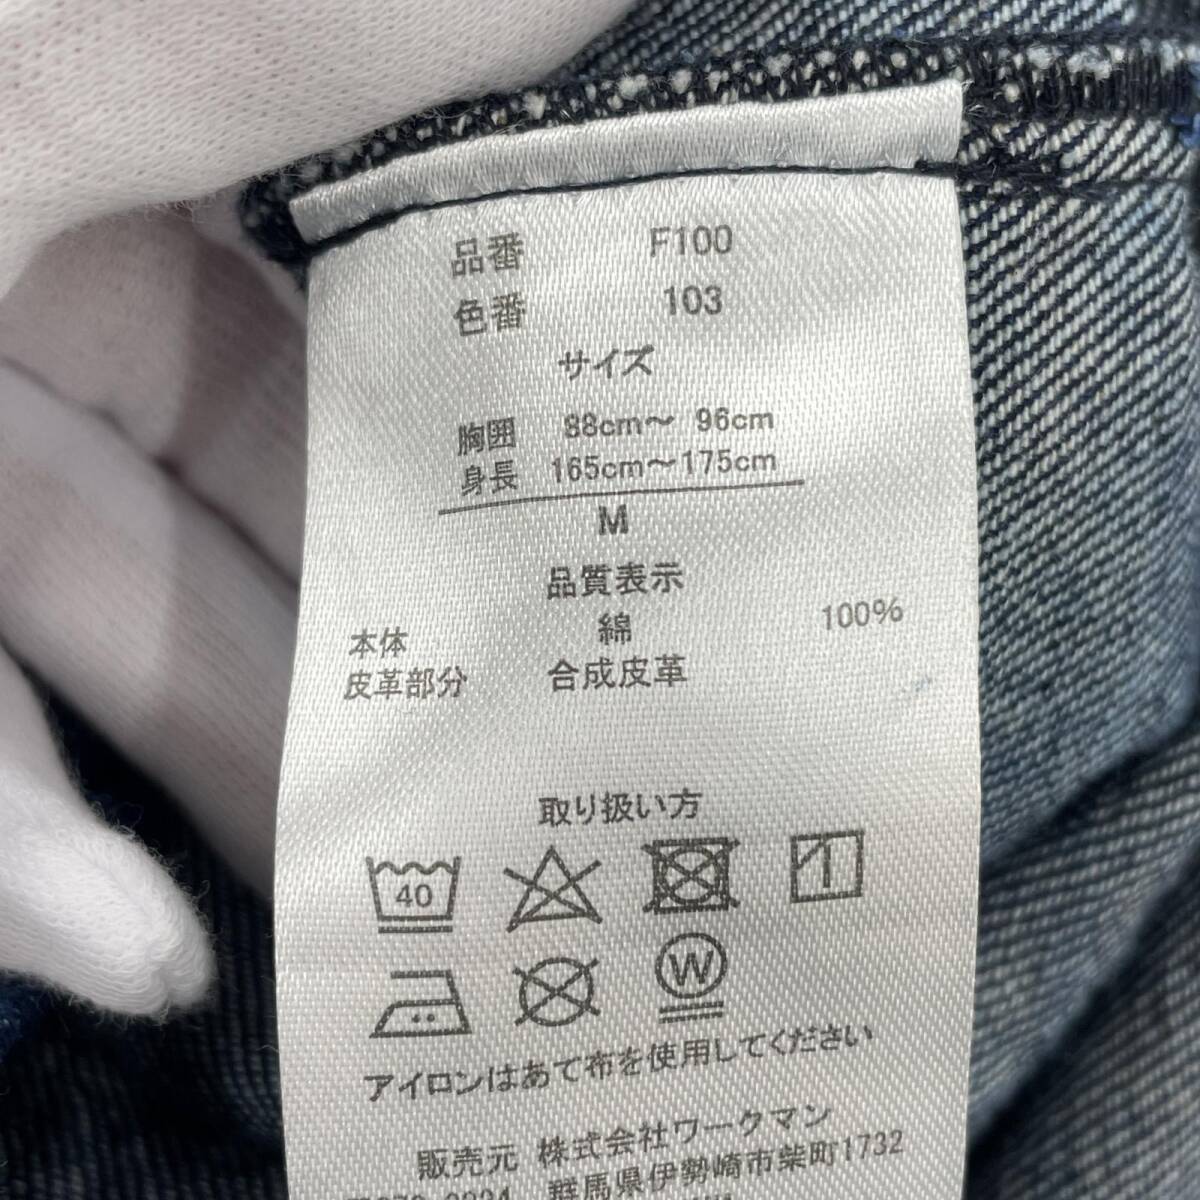 品番 F100
色番 103
サイズ
胸囲 88cm～ 96cm
身長 165cm～175cm
M
品質表示
本体 綿 100%
皮革部分 合成皮革
取り扱い方
40
W
アイロンはあて布を使用してください
販売元 株式会社ワークマン
群馬県伊勢崎市柴町1732